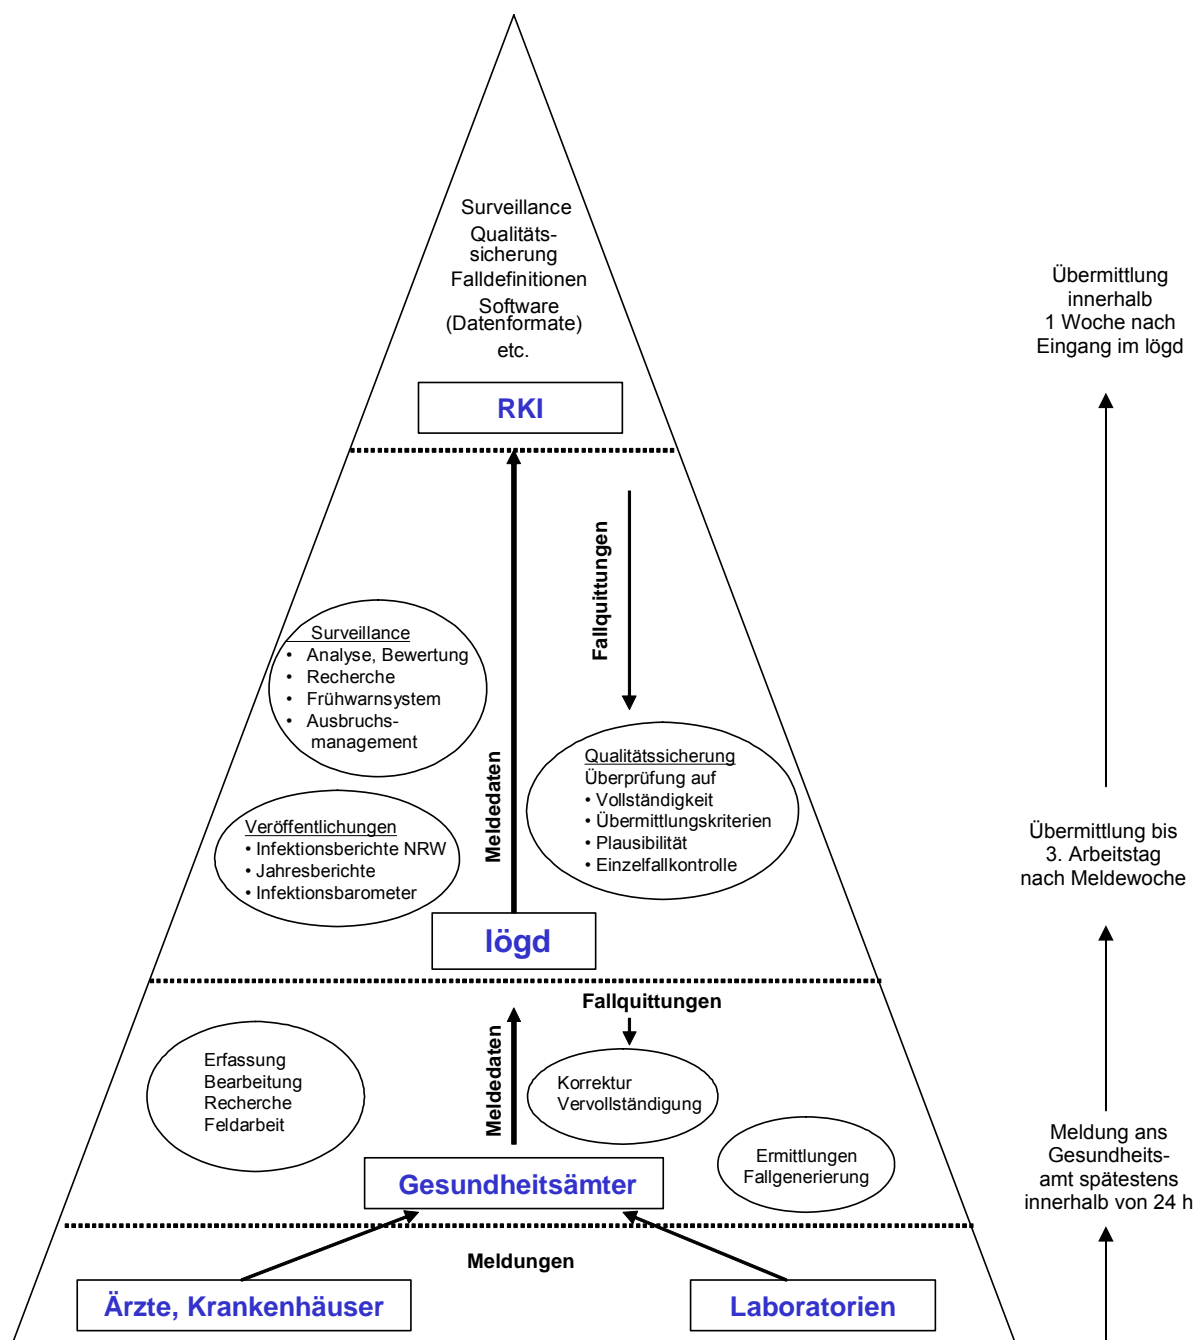 Surveillance
Qualitäts-
sicherung
Falldefinitionen
Software
(Datenformate)
etc.
RKI
Übermittlung
innerhalb
1 Woche nach
Eingang im lögd
Fallquittungen
Meldedaten
Surveillance
• Analyse, Bewertung
• Recherche
• Frühwarnsystem
• Ausbruchs-
management
Qualitätssicherung
Überprüfung auf
• Vollständigkeit
• Übermittlungskriterien
• Plausibilität
• Einzelfallkontrolle
Veröffentlichungen
• Infektionsberichte NRW
• Jahresberichte
• Infektionsbarometer
lögd
Übermittlung bis
3. Arbeitstag
nach Meldewoche
Fallquittungen
Meldedaten
Erfassung
Bearbeitung
Recherche
Feldarbeit
Korrektur
Vervollständigung
Ermittlungen
Fallgenerierung
Gesundheitsämter
Meldung ans
Gesundheits-
amt spätestens
innerhalb von 24 h
Meldungen
Ärzte, Krankenhäuser
Laboratorien